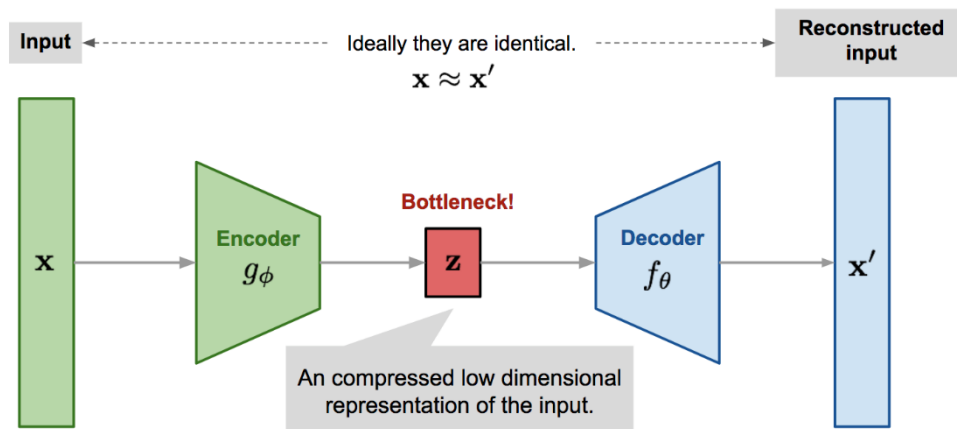 Input
Ideally they are identical.
x ≈ x′
Reconstructed
input
Bottleneck!
x
Encoder
gϕ
z
Decoder
fθ
x′
An compressed low dimensional
representation of the input.